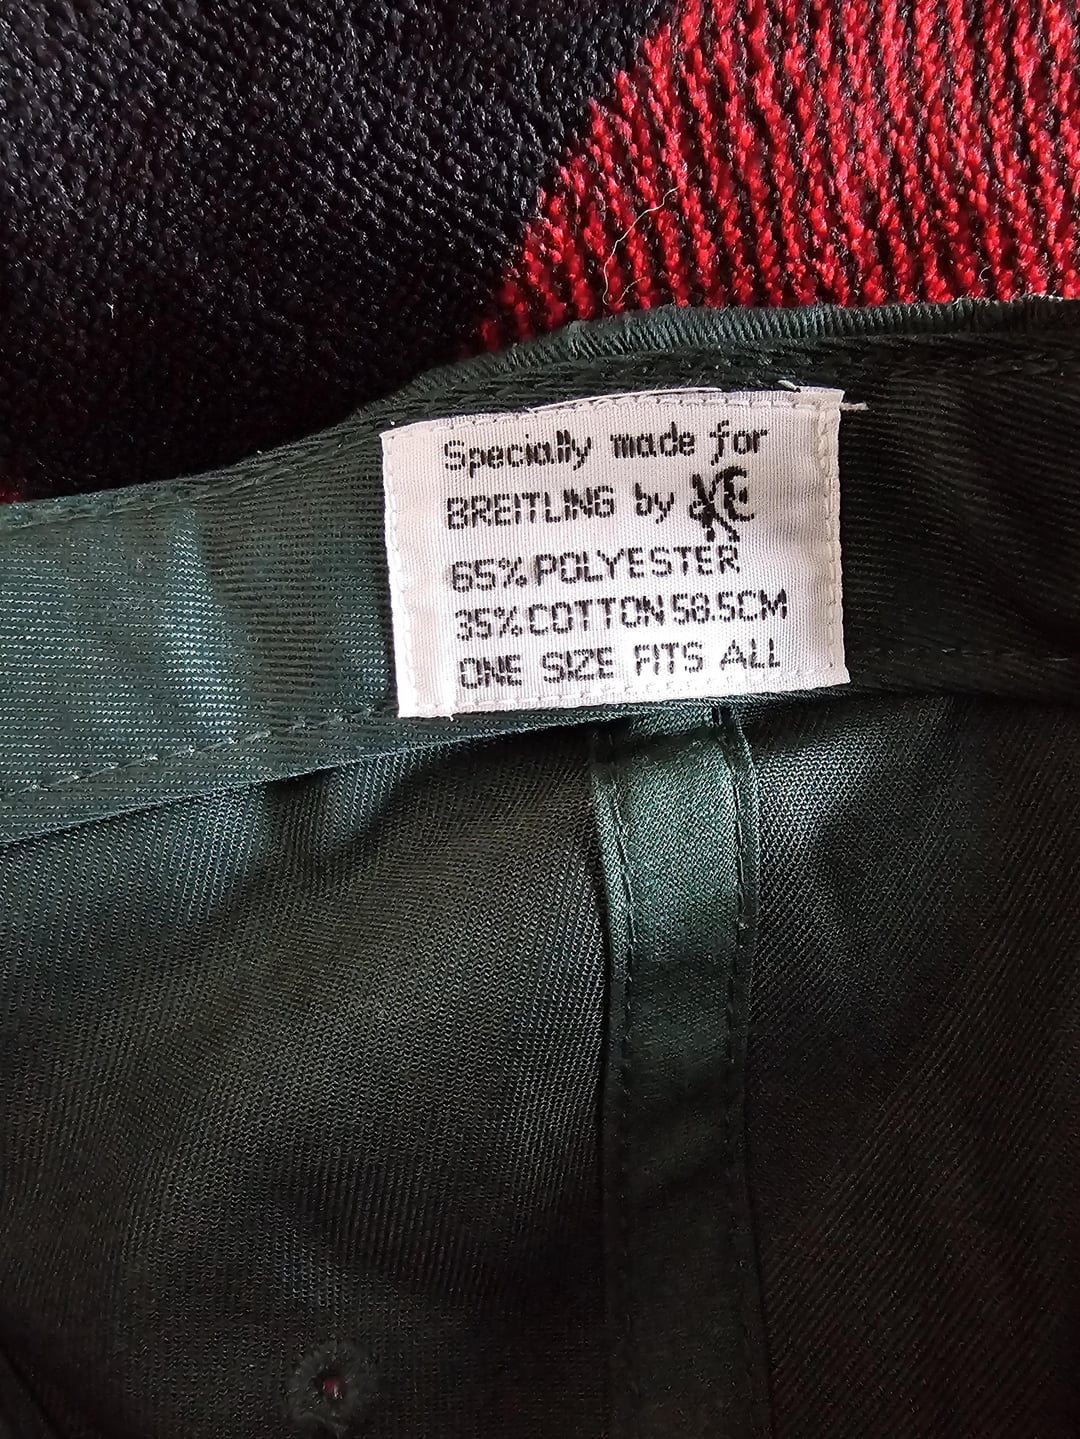 Specially made for
BREITLING by
65% POLYESTER
35% COTTON 58.5CM
ONE SIZE FITS ALL